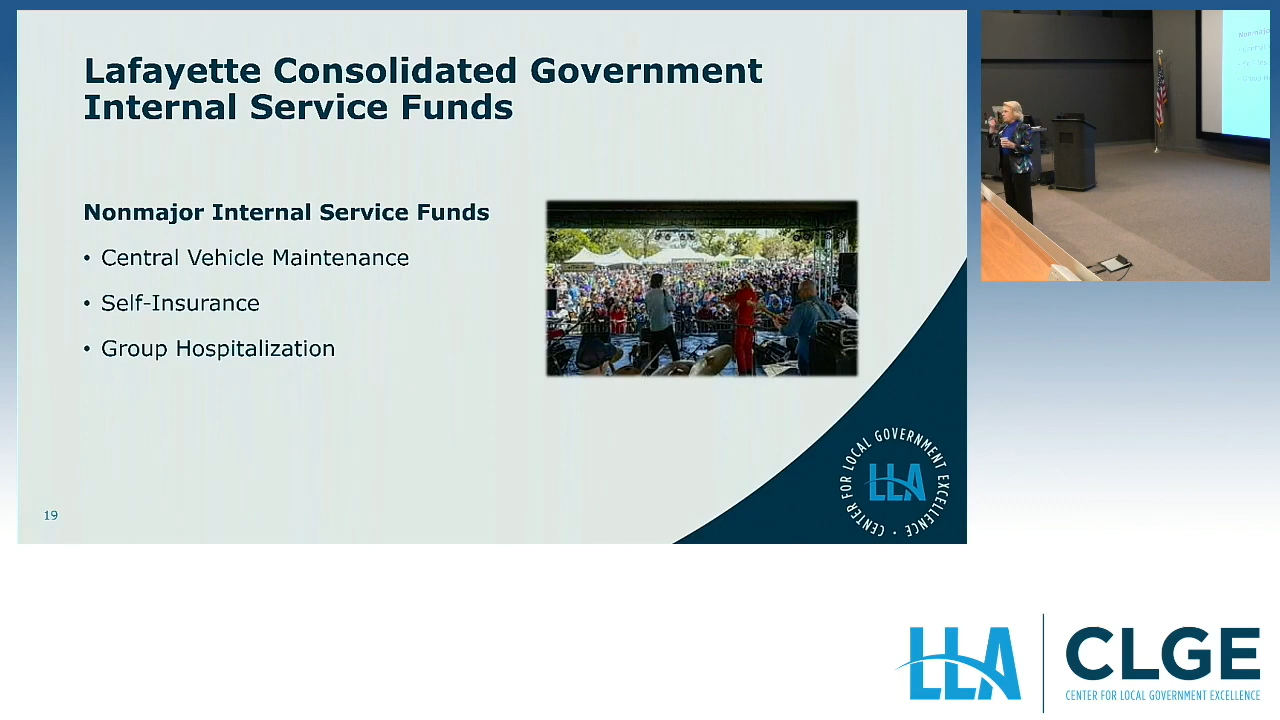 Lafayette Consolidated Government
Internal Service Funds
Nonmajor Internal Service Funds
• Central Vehicle Maintenance
• Self-Insurance
• Group Hospitalization
19
CENTER FOR LOCAL GOVERNMENT EXCELLENCE •
LLA
LLA
CLGE
CENTER FOR LOCAL GOVERNMENT EXCELLENCE